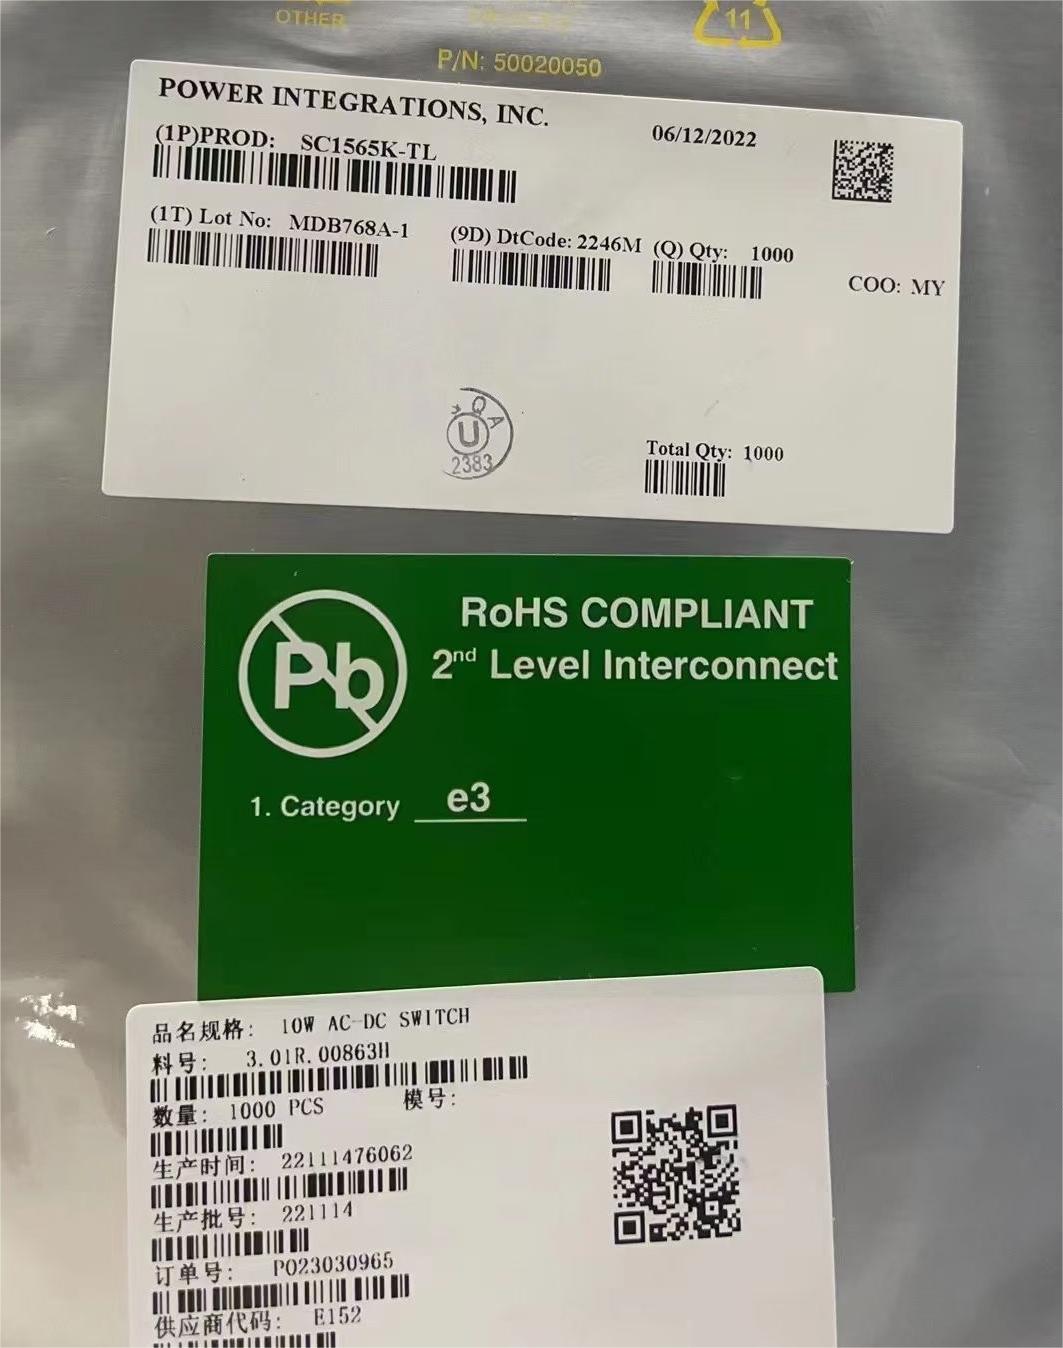 OTHER
11
P/N: 50020050
POWER INTEGRATIONS, INC.
06/12/2022
(1P)PROD: SC1565K-TL
(1T) Lot No: MDB768A-1
(9D) DtCode: 2246M
(Q) Qty: 1000
COO: MY
QA
U
2383
Total Qty: 1000
Pb
RoHS COMPLIANT
2nd Level Interconnect
1. Category e3
品名规格: 10W AC-DC SWITCH
料号: 3.01R.00863H
数量: 1000 PCS 模号:
生产时间: 22111476062
生产批号: 221114
订单号: PO23030965
供应商代码: E152